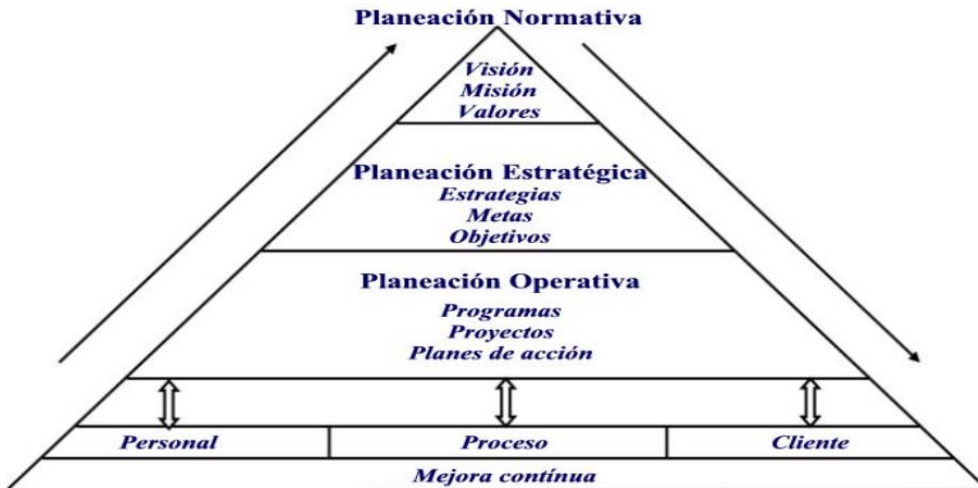 Planeación Normativa
Visión
Misión
Valores
Planeación Estratégica
Estrategias
Metas
Objetivos
Planeación Operativa
Programas
Proyectos
Planes de acción
Personal Proceso Cliente
Mejora contínua